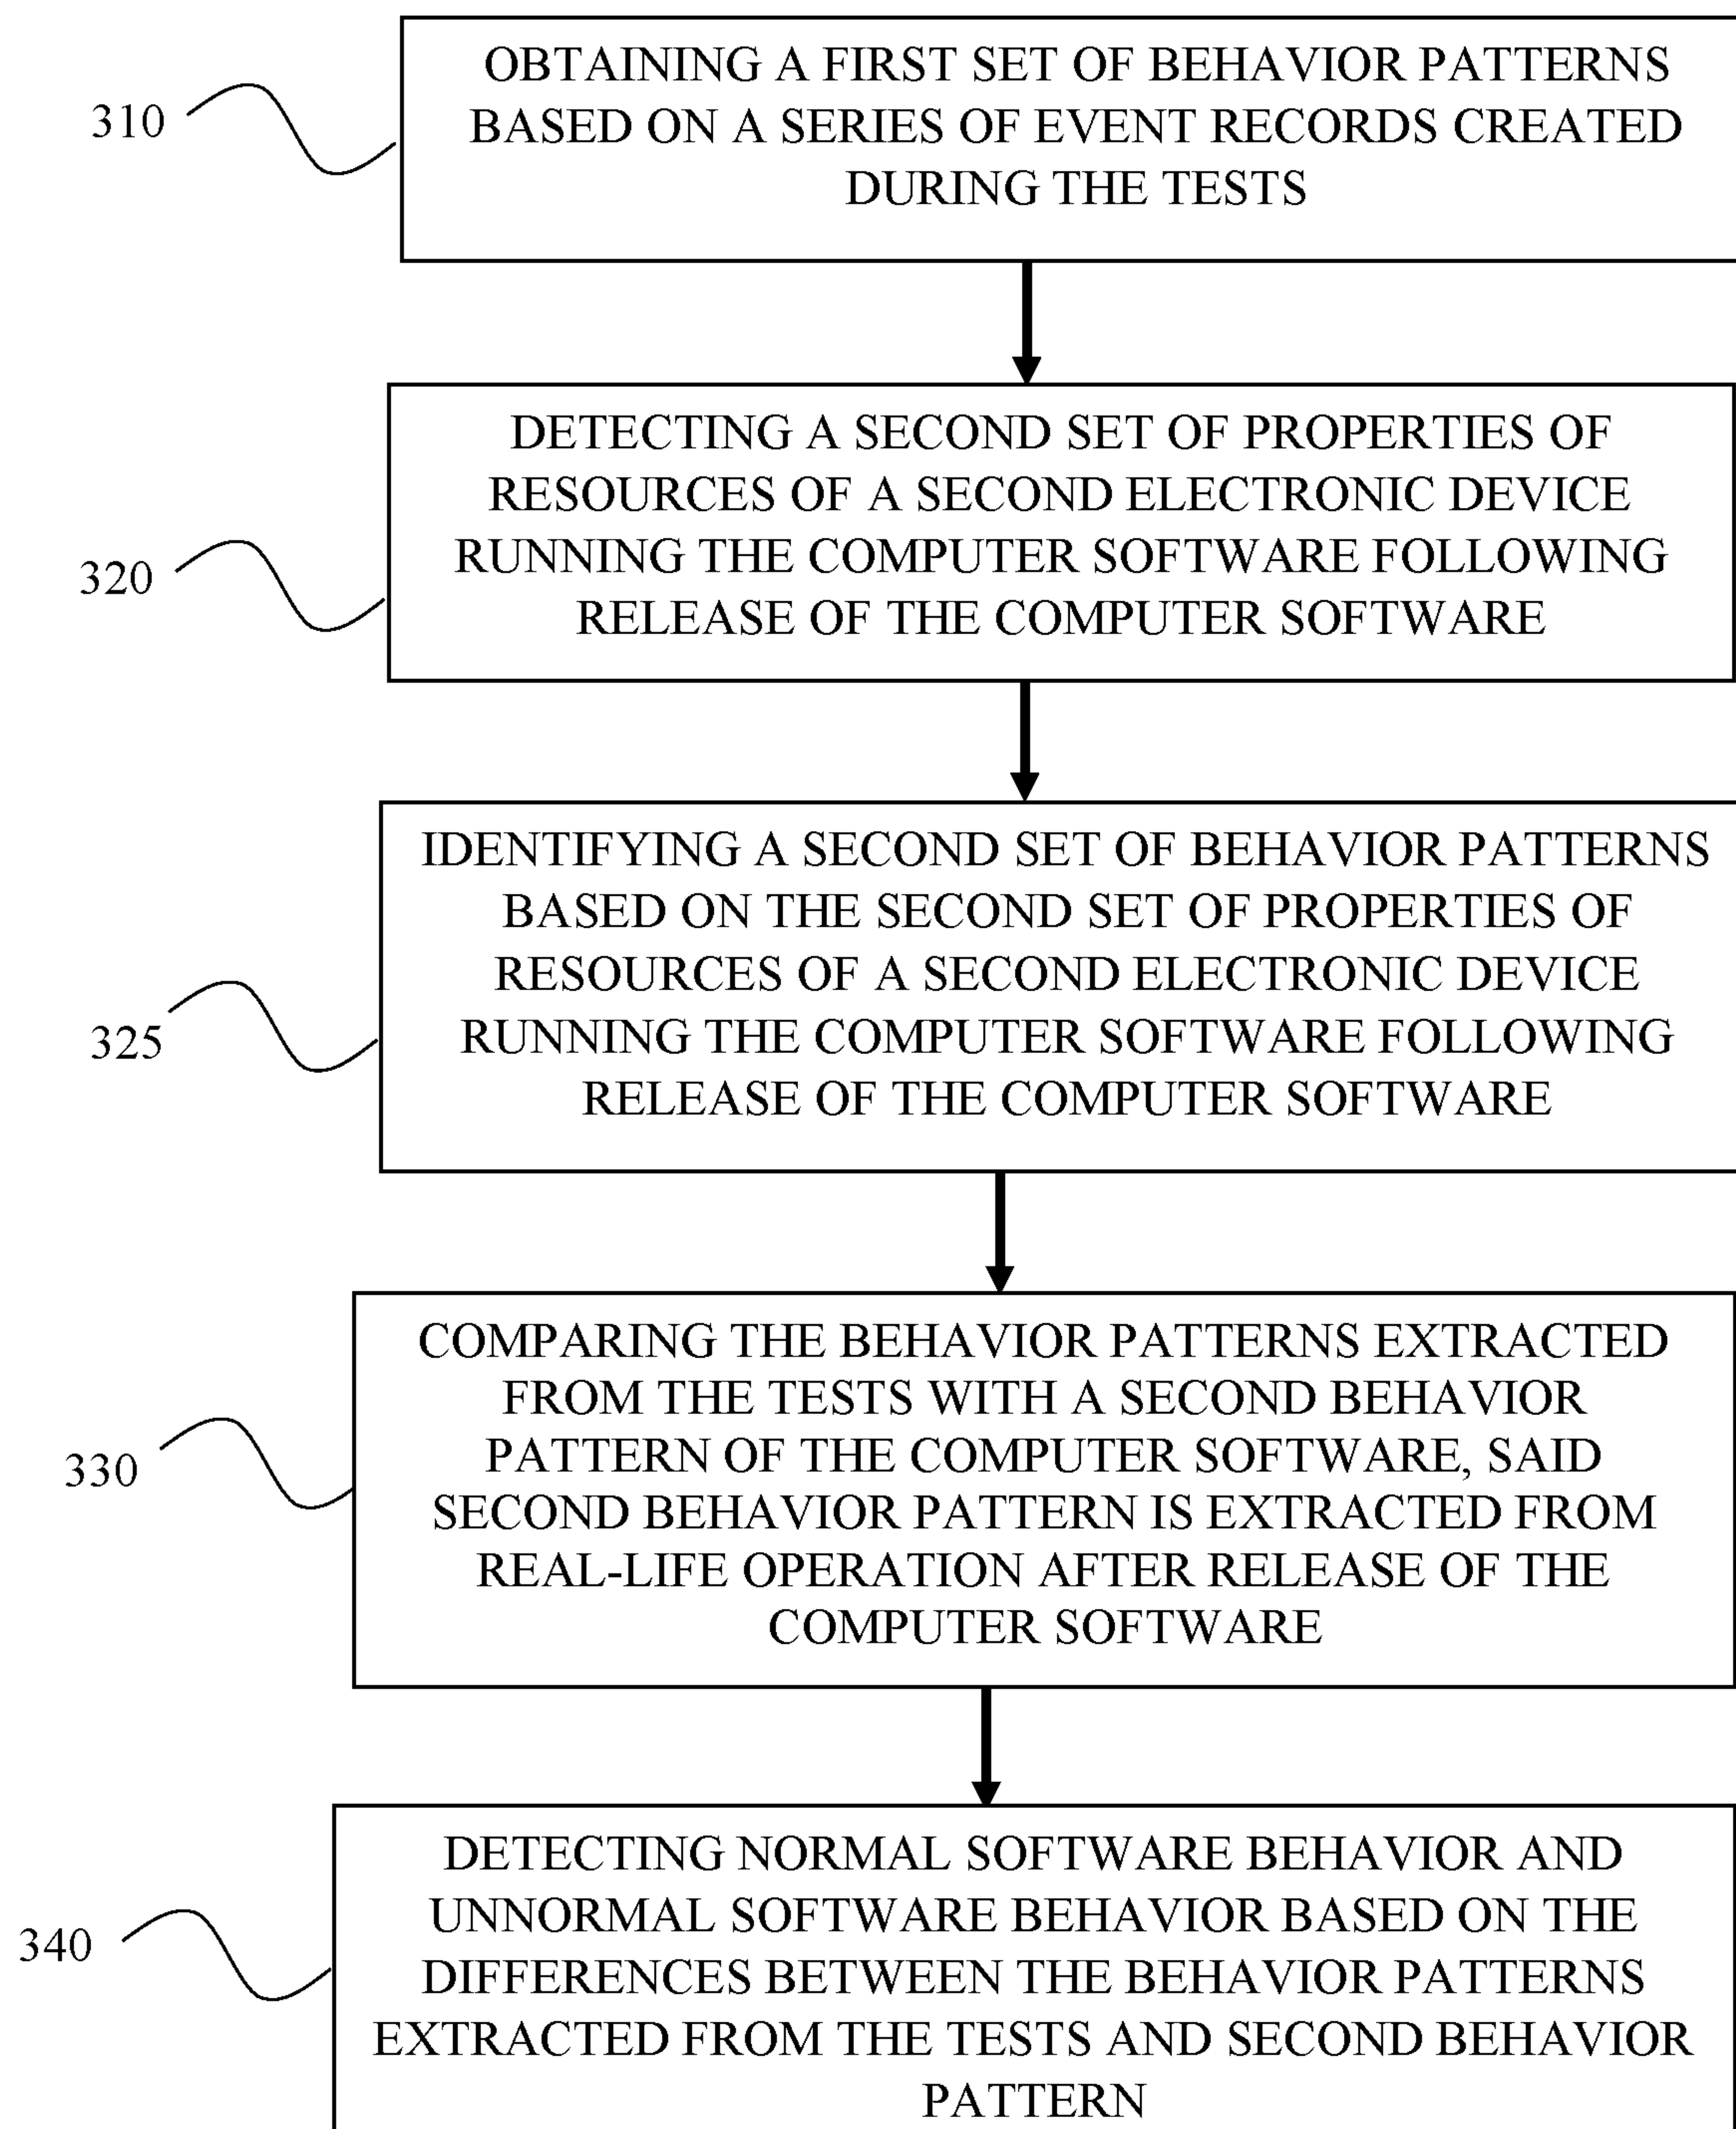 OBTAINING A FIRST SET OF BEHAVIOR PATTERNS
BASED ON A SERIES OF EVENT RECORDS CREATED
DURING THE TESTS
310
DETECTING A SECOND SET OF PROPERTIES OF
RESOURCES OF A SECOND ELECTRONIC DEVICE
RUNNING THE COMPUTER SOFTWARE FOLLOWING
RELEASE OF THE COMPUTER SOFTWARE
320
IDENTIFYING A SECOND SET OF BEHAVIOR PATTERNS
BASED ON THE SECOND SET OF PROPERTIES OF
RESOURCES OF A SECOND ELECTRONIC DEVICE
RUNNING THE COMPUTER SOFTWARE FOLLOWING
RELEASE OF THE COMPUTER SOFTWARE
325
COMPARING THE BEHAVIOR PATTERNS EXTRACTED
FROM THE TESTS WITH A SECOND BEHAVIOR
PATTERN OF THE COMPUTER SOFTWARE, SAID
SECOND BEHAVIOR PATTERN IS EXTRACTED FROM
REAL-LIFE OPERATION AFTER RELEASE OF THE
COMPUTER SOFTWARE
330
DETECTING NORMAL SOFTWARE BEHAVIOR AND
UNNORMAL SOFTWARE BEHAVIOR BASED ON THE
DIFFERENCES BETWEEN THE BEHAVIOR PATTERNS
EXTRACTED FROM THE TESTS AND SECOND BEHAVIOR
PATTERN
340